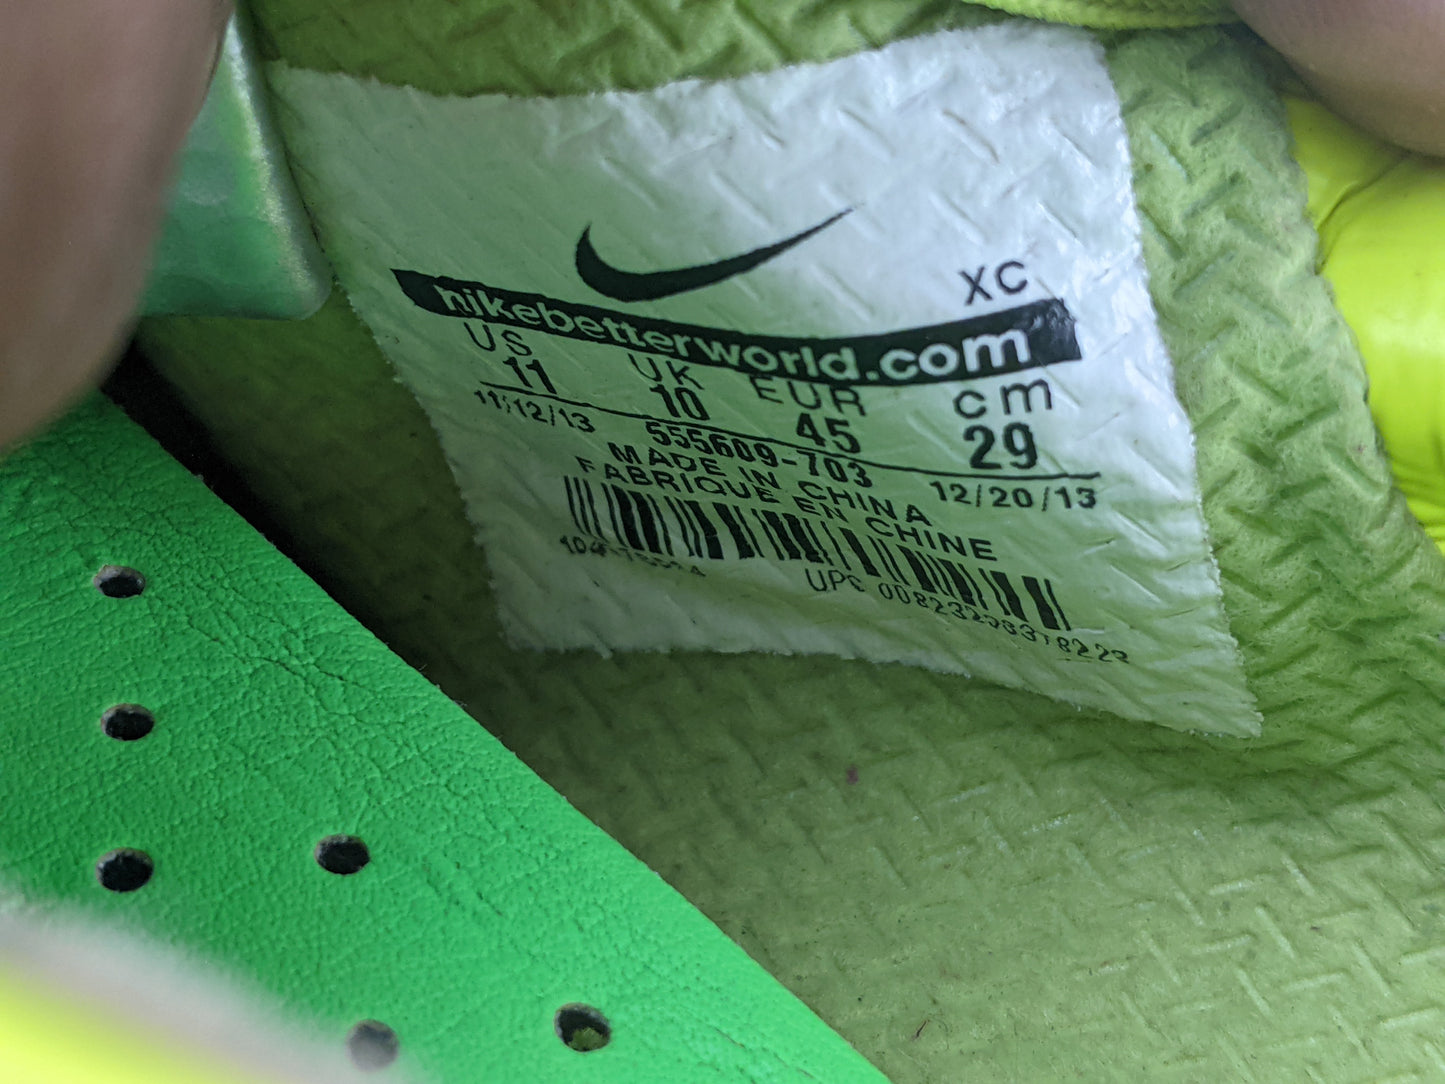 XC
nikebetterworld.com
US UK EUR cm
11 10 45 29
11/12/13 555609-703 12/20/13
MADE IN CHINA
FABRIQUE EN CHINE
UPC